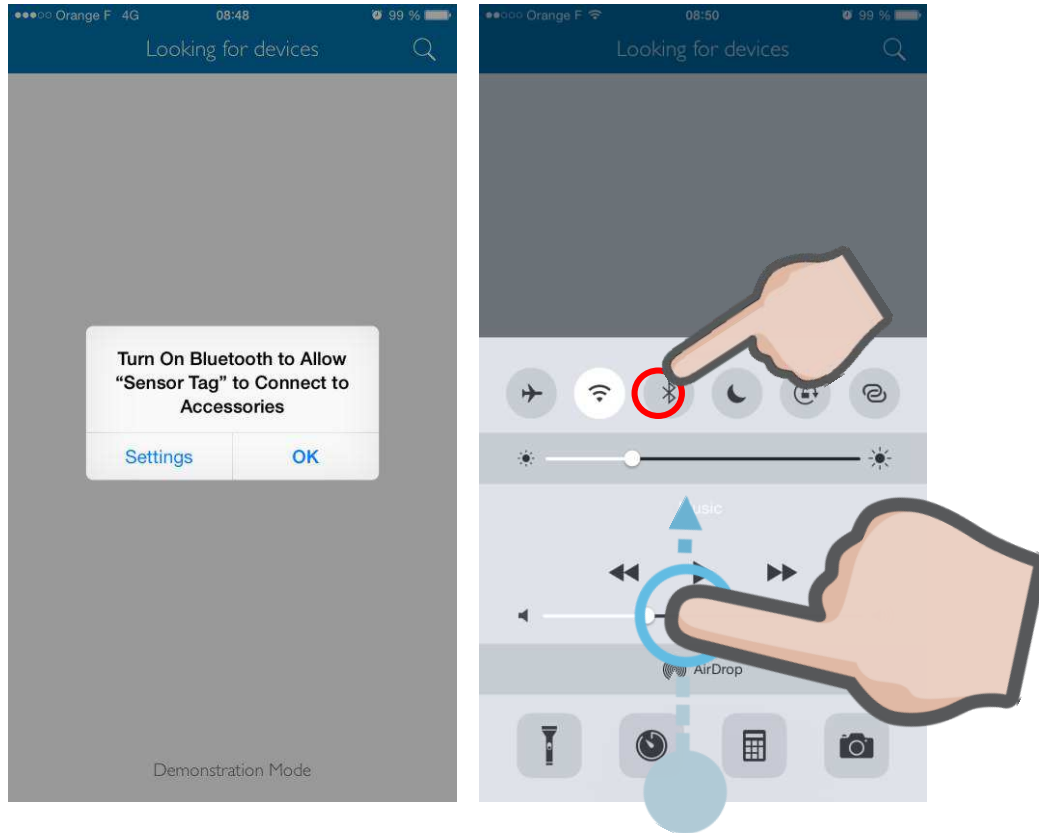 Orange F 4G 08:48 99 %
Looking for devices
Turn On Bluetooth to Allow
“Sensor Tag” to Connect to
Accessories
Settings OK
Demonstration Mode
Orange F 08:50 99 %
Looking for devices
Music
AirDrop